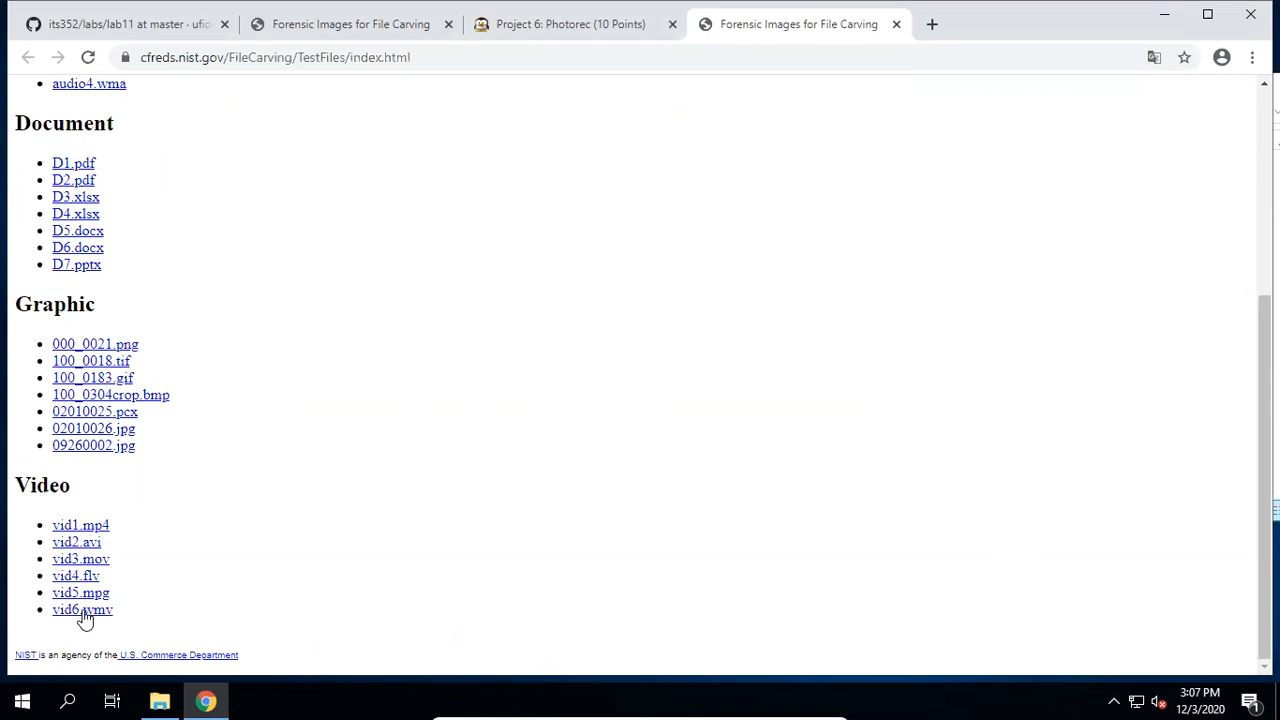 its352/labs/lab11 at master · ufid
Forensic Images for File Carving
Project 6: Photorec (10 Points)
Forensic Images for File Carving
cfreds.nist.gov/FileCarving/TestFiles/index.html
audio4.wma
Document
D1.pdf
D2.pdf
D3.xlsx
D4.xlsx
D5.docx
D6.docx
D7.pptx
Graphic
000_0021.png
100_0018.tif
100_0183.gif
100_0304crop.bmp
02010025.pcx
02010026.jpg
09260002.jpg
Video
vid1.mp4
vid2.avi
vid3.mov
vid4.flv
vid5.mpg
vid6.wmv
NIST is an agency of the U.S. Commerce Department
3:07 PM
12/3/2020
1